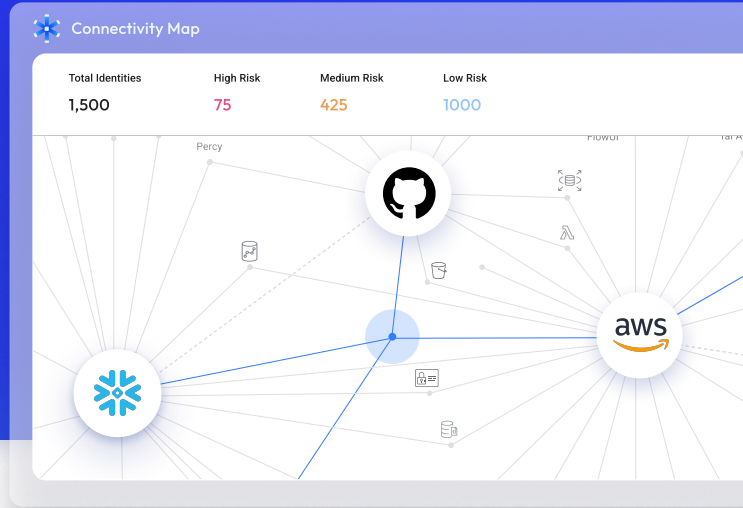 Connectivity Map
Total Identities
High Risk
Medium Risk
Low Risk
1,500
75
425
1000
Percy
aws